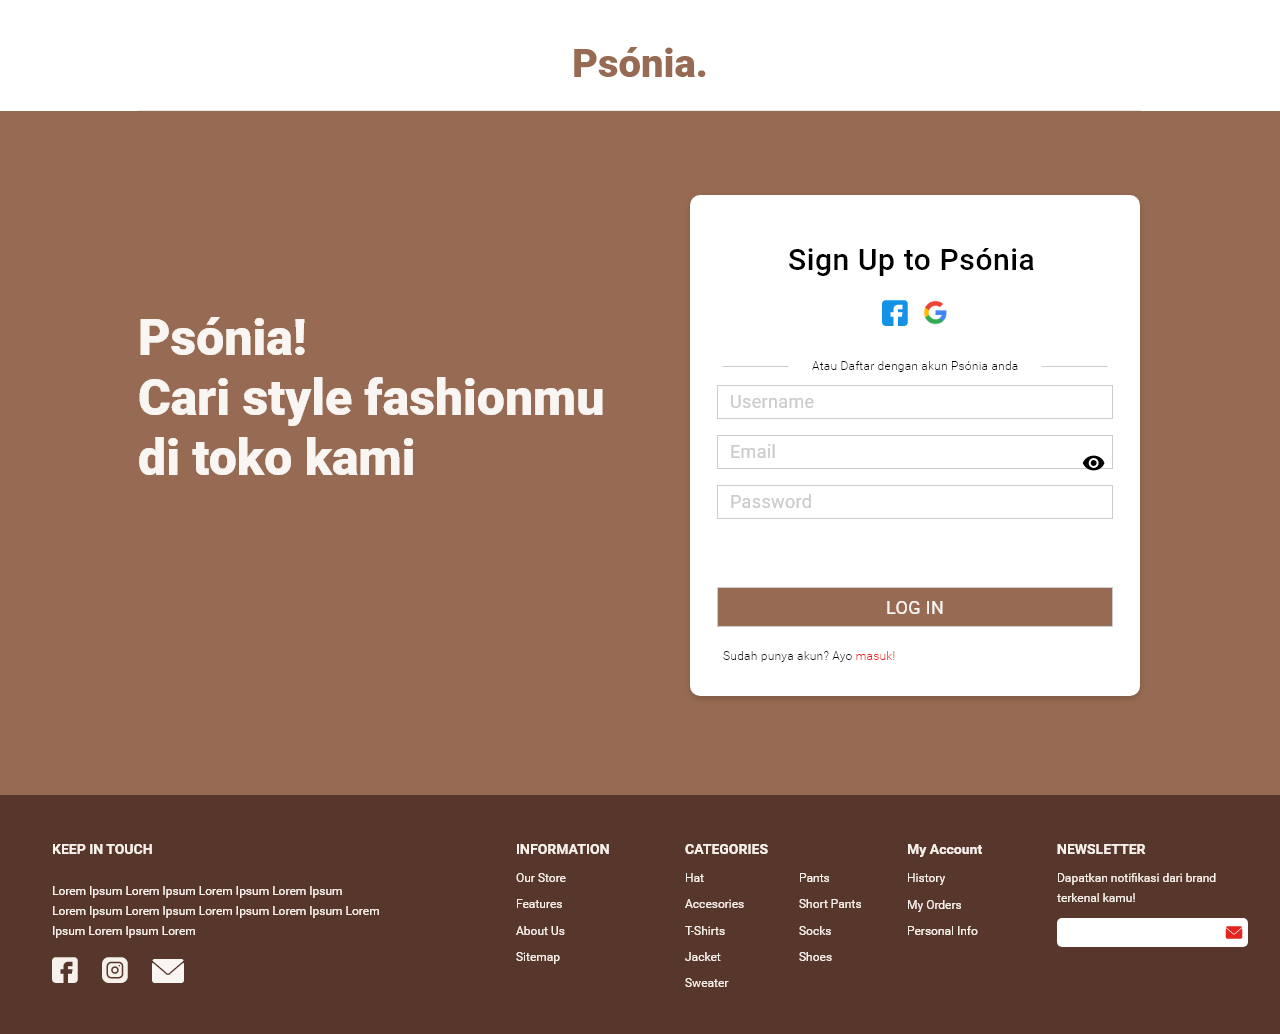 Psónia.
Psónia!
Cari style fashionmu
di toko kami
Sign Up to Psónia
Atau Daftar dengan akun Psónia anda
Username
Email
Password
LOG IN
Sudah punya akun? Ayo masuk!
KEEP IN TOUCH
Lorem Ipsum Lorem Ipsum Lorem Ipsum Lorem Ipsum
Lorem Ipsum Lorem Ipsum Lorem Ipsum Lorem Ipsum Lorem
Ipsum Lorem Ipsum Lorem
INFORMATION
Our Store
Features
About Us
Sitemap
CATEGORIES
Hat
Accesories
T-Shirts
Jacket
Sweater
Pants
Short Pants
Socks
Shoes
My Account
History
My Orders
Personal Info
NEWSLETTER
Dapatkan notifikasi dari brand
terkenal kamu!